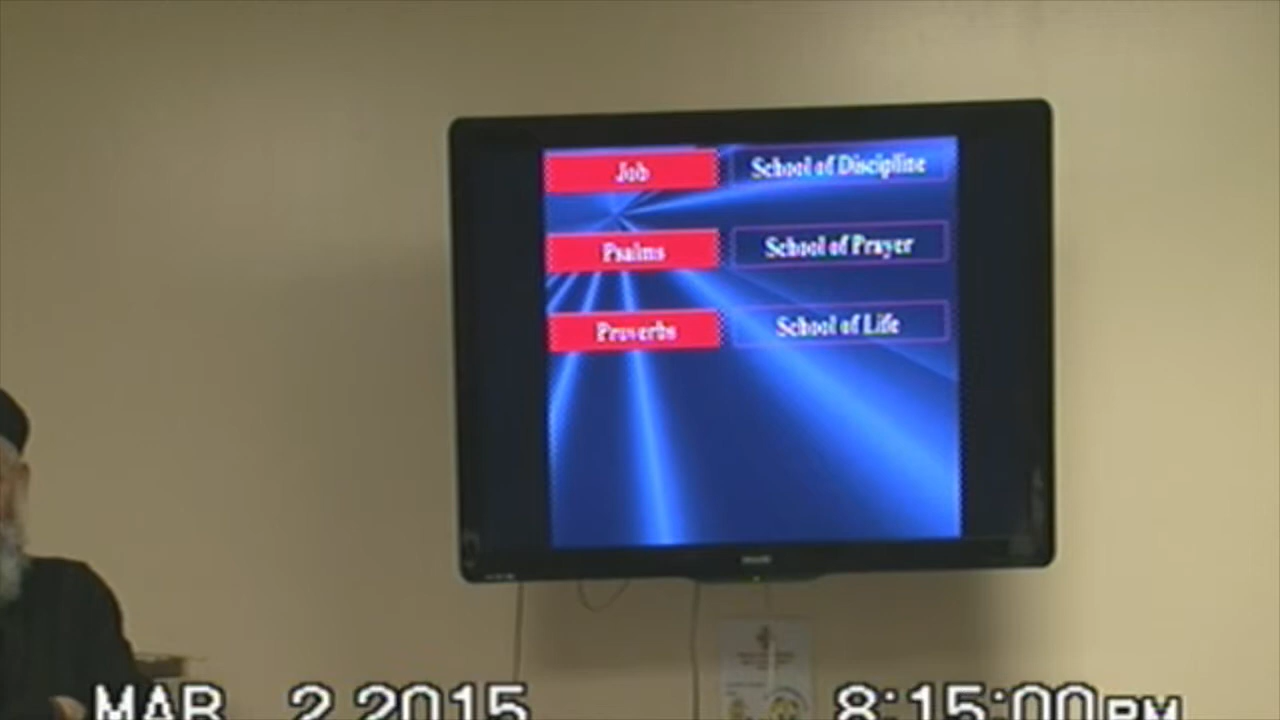 Job School of Discipline
Psalms School of Prayer
Proverbs School of Life
MAR. 2 2015 8:15:00PM